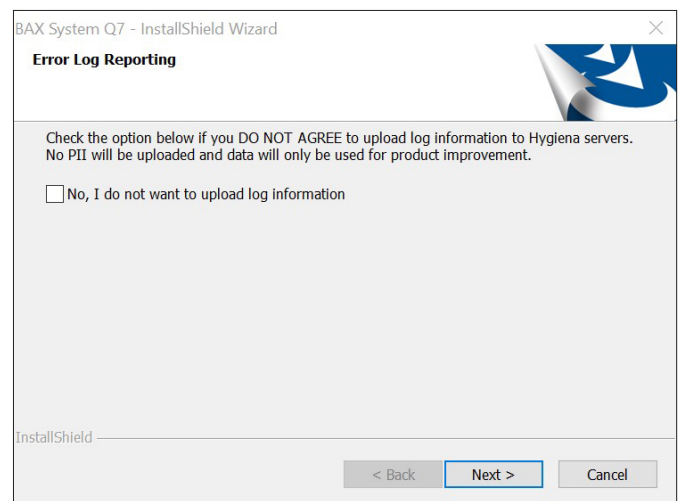 BAX System Q7 - InstallShield Wizard
Error Log Reporting
Check the option below if you DO NOT AGREE to upload log information to Hygiena servers.
No PII will be uploaded and data will only be used for product improvement.
No, I do not want to upload log information
InstallShield
< Back Next > Cancel